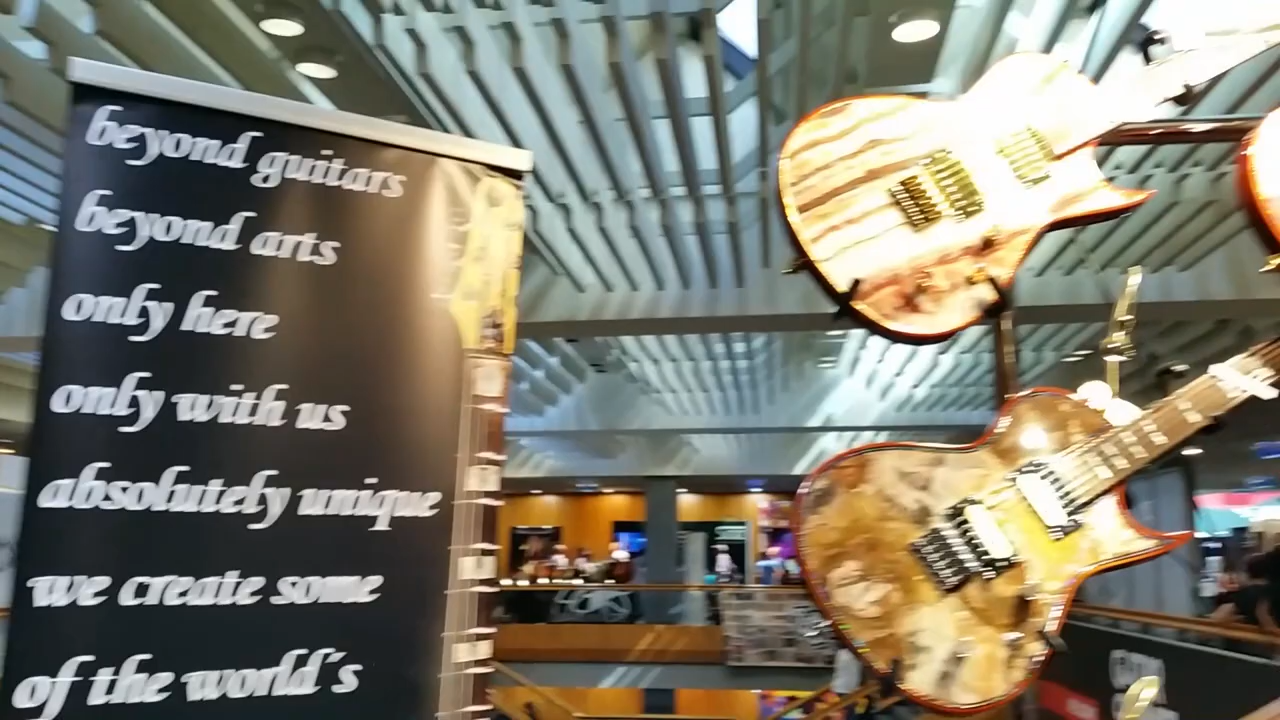 beyond guitars
beyond arts
only here
only with us
absolutely unique
we create some
of the world´s